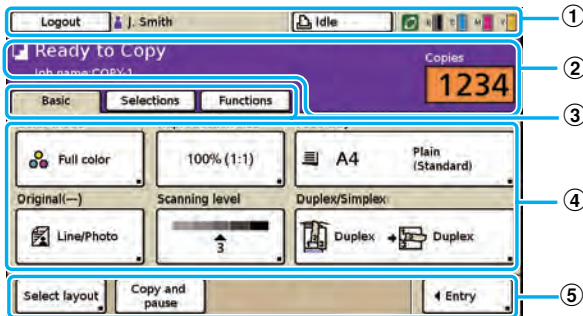 Logout J. Smith Idle
①
Ready to Copy
Copies
②
Job name:COPY-1
1234
Basic Selections Functions
③
Full color 100% (1:1) A4 Plain
(Standard)
④
Original(—) Scanning level Duplex/Simplex
Line/Photo 3 Duplex Duplex
Select layout Copy and
pause
Entry
⑤